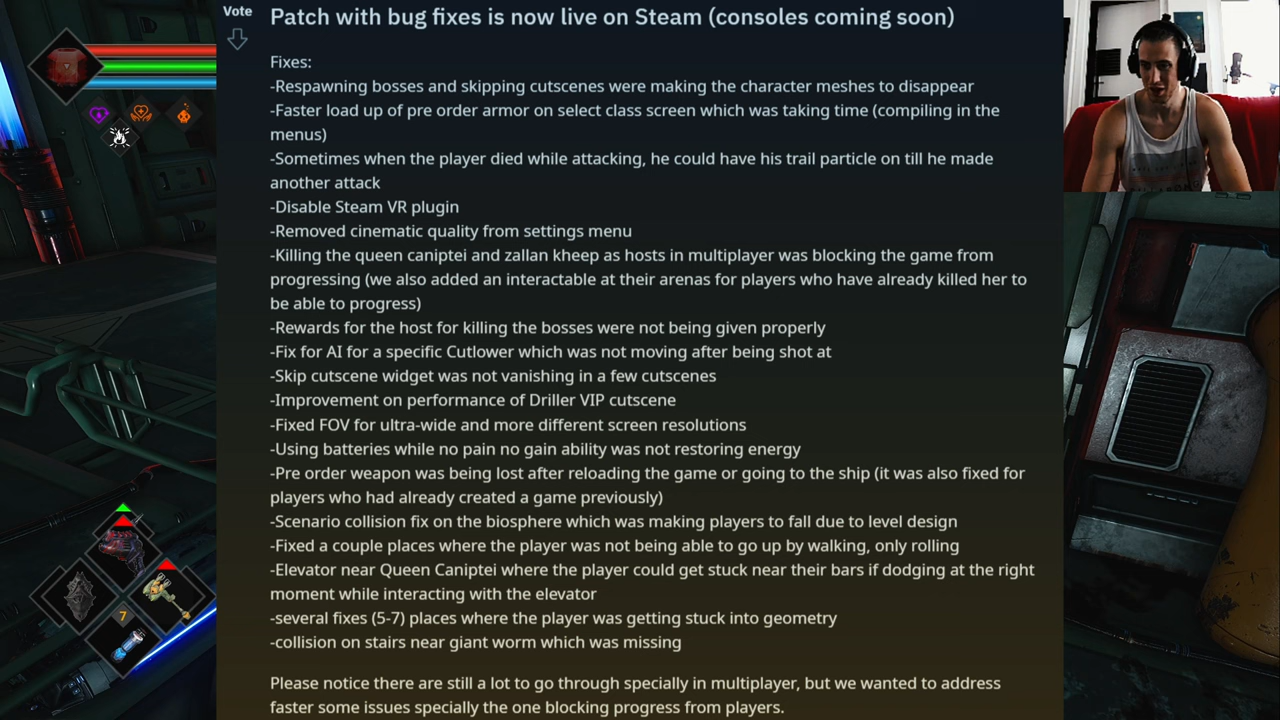 Vote
Patch with bug fixes is now live on Steam (consoles coming soon)
Fixes:
-Respawning bosses and skipping cutscenes were making the character meshes to disappear
-Faster load up of pre order armor on select class screen which was taking time (compiling in the
menus)
-Sometimes when the player died while attacking, he could have his trail particle on till he made
another attack
-Disable Steam VR plugin
-Removed cinematic quality from settings menu
-Killing the queen caniptei and zallan kheep as hosts in multiplayer was blocking the game from
progressing (we also added an interactable at their arenas for players who have already killed her to
be able to progress)
-Rewards for the host for killing the bosses were not being given properly
-Fix for AI for a specific Cutlower which was not moving after being shot at
-Skip cutscene widget was not vanishing in a few cutscenes
-Improvement on performance of Driller VIP cutscene
-Fixed FOV for ultra-wide and more different screen resolutions
-Using batteries while no pain no gain ability was not restoring energy
-Pre order weapon was being lost after reloading the game or going to the ship (it was also fixed for
players who had already created a game previously)
-Scenario collision fix on the biosphere which was making players to fall due to level design
-Fixed a couple places where the player was not being able to go up by walking, only rolling
-Elevator near Queen Caniptei where the player could get stuck near their bars if dodging at the right
moment while interacting with the elevator
-several fixes (5-7) places where the player was getting stuck into geometry
7
-collision on stairs near giant worm which was missing
Please notice there are still a lot to go through specially in multiplayer, but we wanted to address
faster some issues specially the one blocking progress from players.